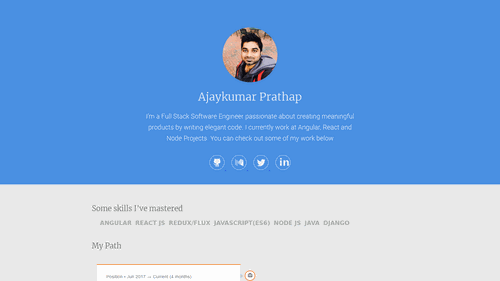 Ajaykumar Prathap
I'm a Full Stack Software Engineer passionate about creating meaningful
products by writing elegant code. I currently work at Angular, React and
Node Projects. You can check out some of my work below.
in
Some skills I've mastered
ANGULAR REACT JS REDUX/FLUX JAVASCRIPT(ES6) NODE JS JAVA DJANGO
My Path
• Jun 2017 — Current (4 months)